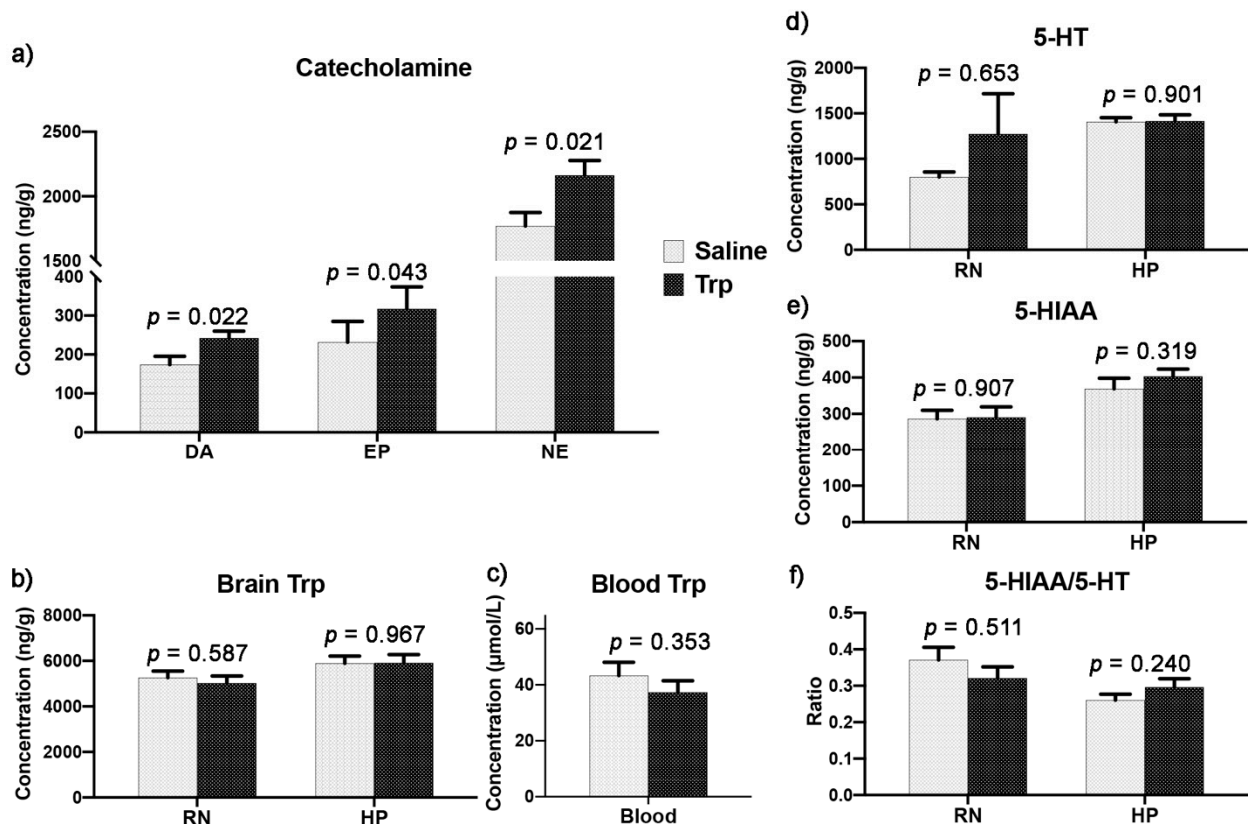 a)
Catecholamine
Concentration (ng/g)
2500
2000
1500
400
300
200
100
0
p = 0.022
p = 0.043
p = 0.021
DA EP NE
Saline
Trp
b)
Brain Trp
Concentration (ng/g)
8000
6000
4000
2000
0
p = 0.587
p = 0.967
RN HP
c)
Blood Trp
Concentration (µmol/L)
60
40
20
0
p = 0.353
Blood
d)
5-HT
Concentration (ng/g)
2000
1500
1000
500
0
p = 0.653
p = 0.901
RN HP
e)
5-HIAA
Concentration (ng/g)
500
400
300
200
100
0
p = 0.907
p = 0.319
RN HP
f)
5-HIAA/5-HT
Ratio
0.5
0.4
0.3
0.2
0.1
0.0
p = 0.511
p = 0.240
RN HP